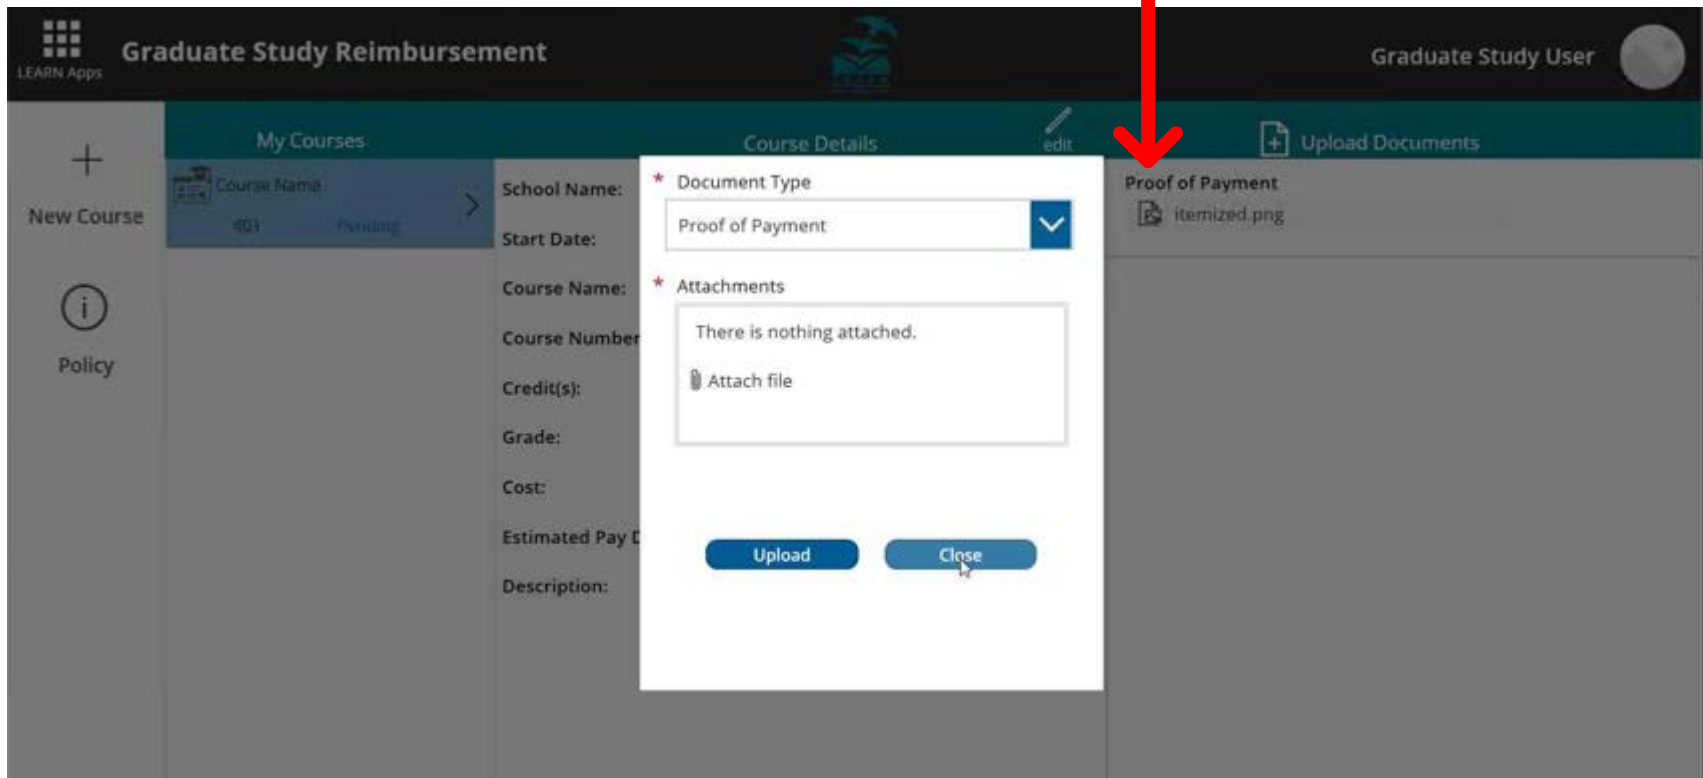 LEARN Apps
Graduate Study Reimbursement
Graduate Study User
My Courses
Course Details
edit
Upload Documents
New Course
Policy
Course Name
401
Pending
School Name:
Start Date:
Course Name:
Course Number
Credit(s):
Grade:
Cost:
Estimated Pay D
Description:
* Document Type
Proof of Payment
* Attachments
There is nothing attached.
Attach file
Upload
Close
Proof of Payment
itemized.png